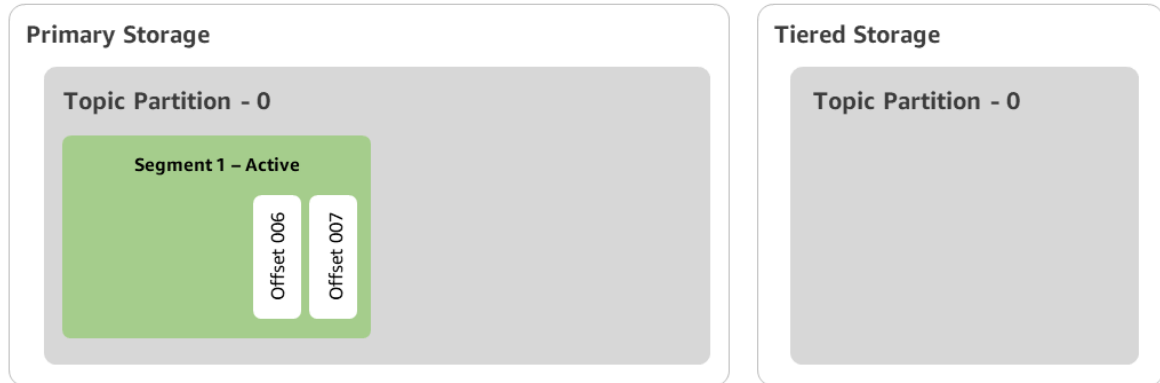 Primary Storage
Topic Partition - 0
Segment 1 – Active
Offset 006
Offset 007
Tiered Storage
Topic Partition - 0